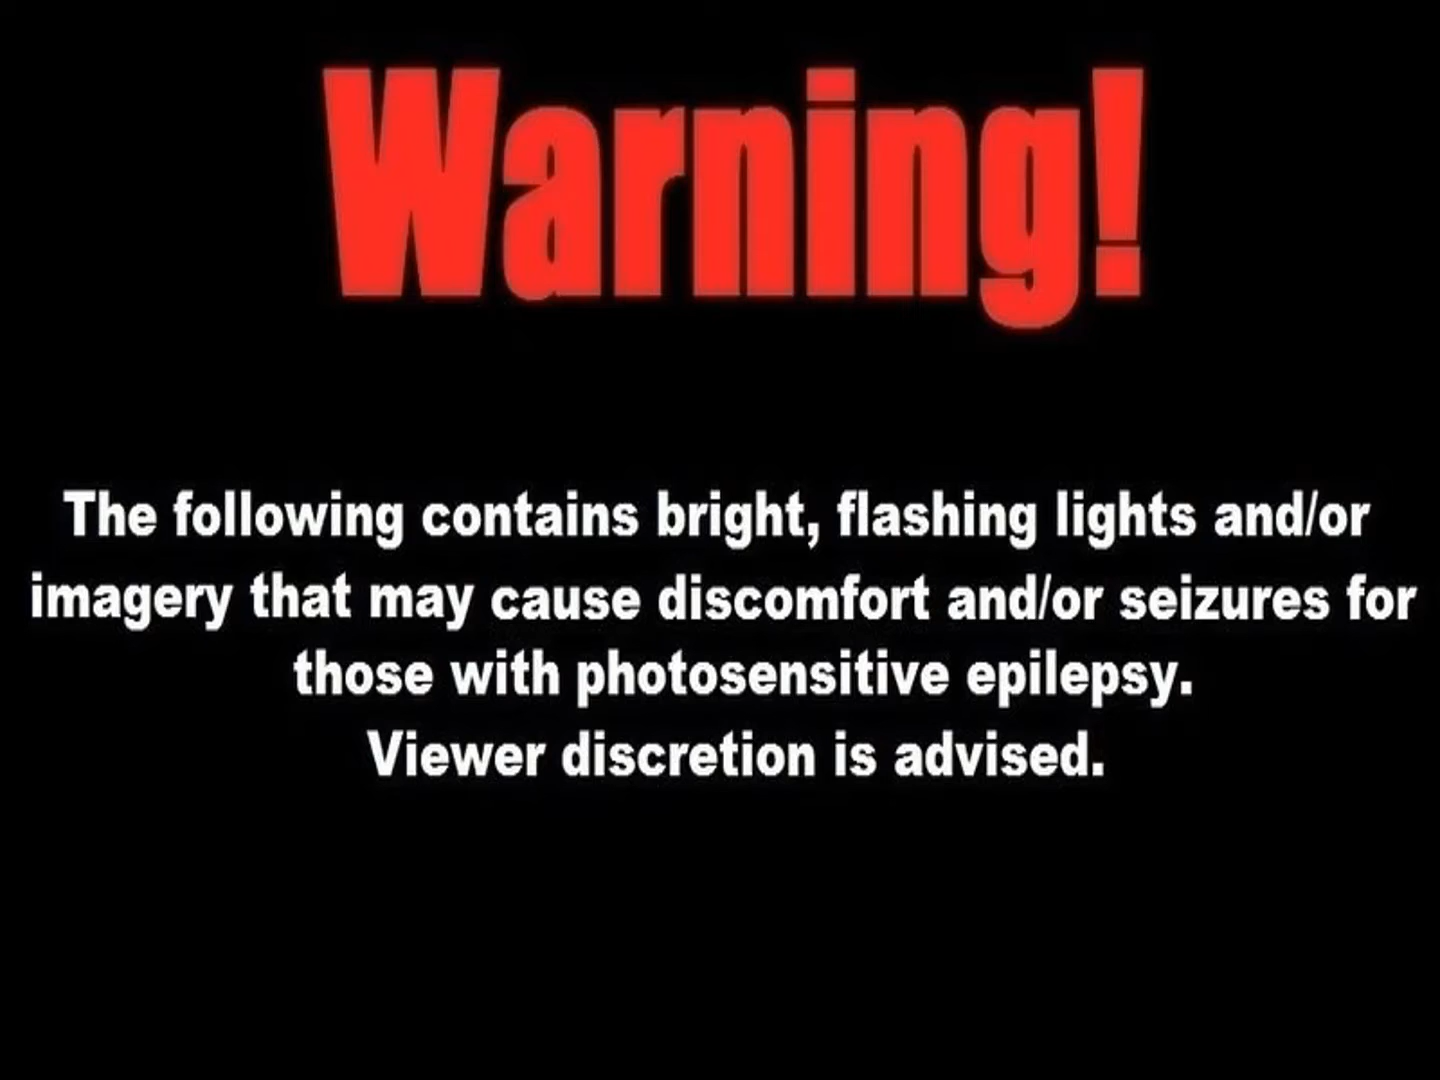 Warning!
The following contains bright, flashing lights and/or
imagery that may cause discomfort and/or seizures for
those with photosensitive epilepsy.
Viewer discretion is advised.